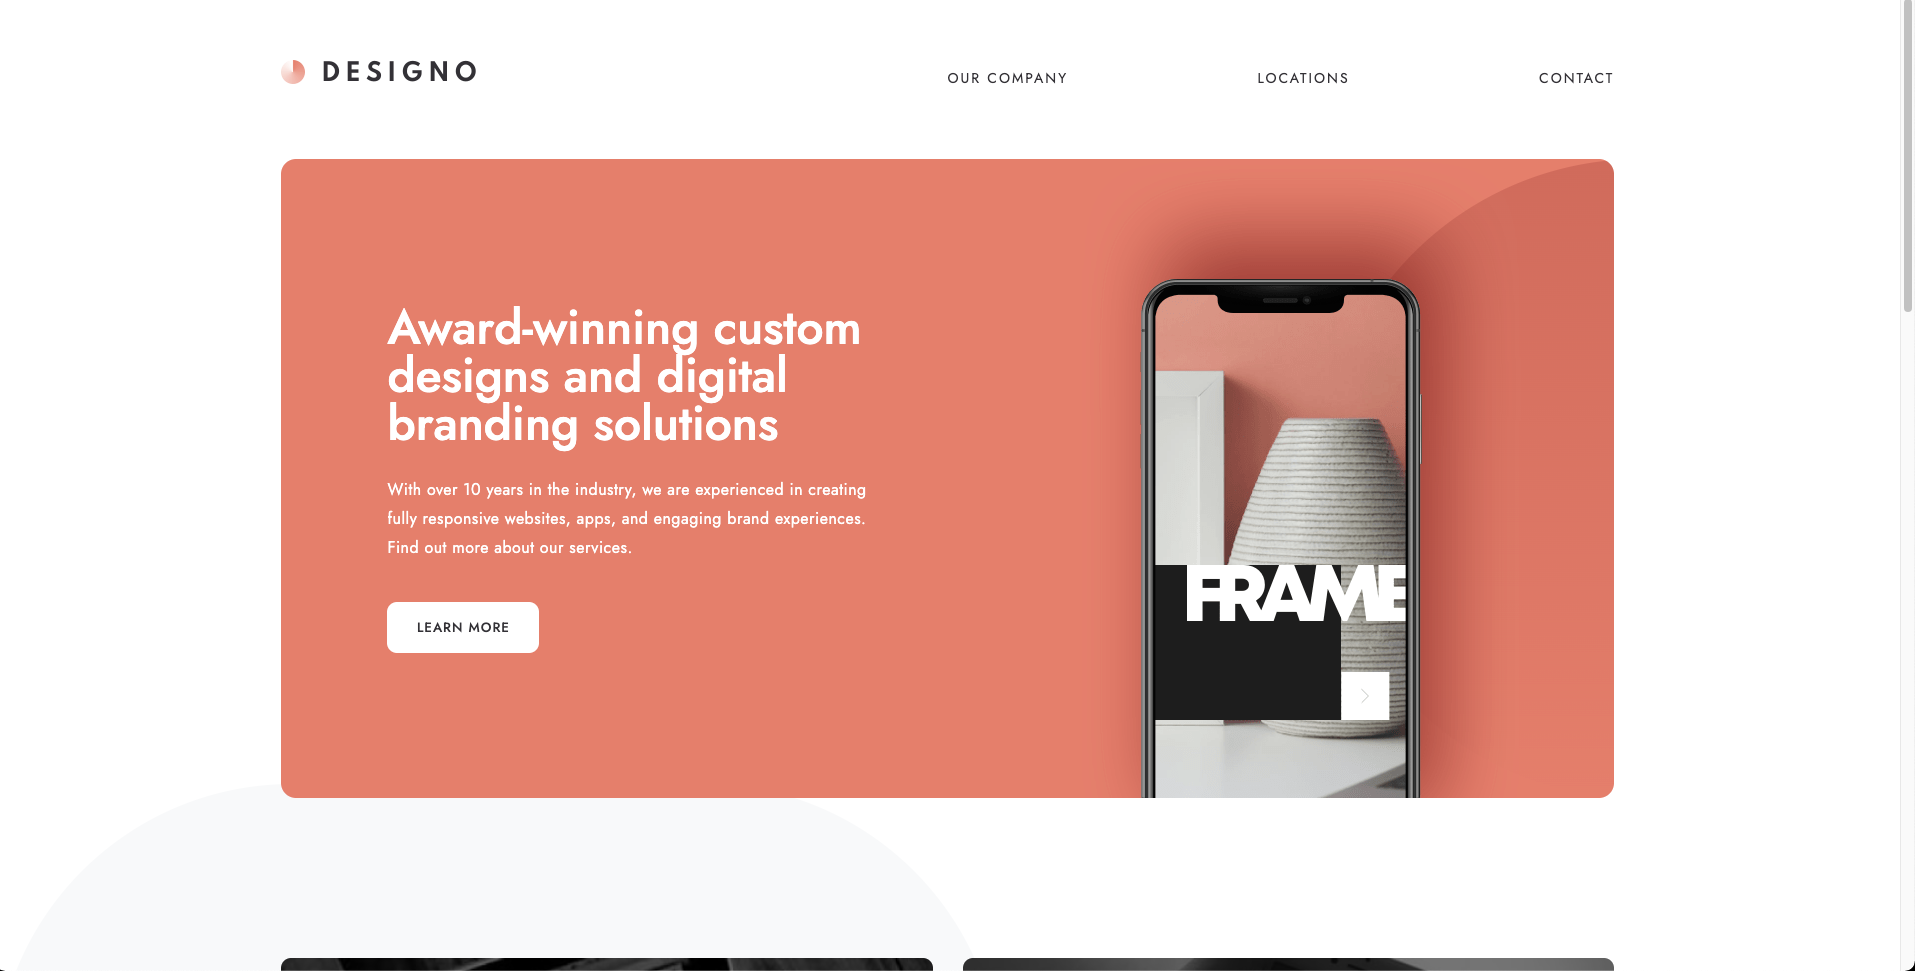 DESIGNO
OUR COMPANY
LOCATIONS
CONTACT
Award-winning custom
designs and digital
branding solutions
With over 10 years in the industry, we are experienced in creating
fully responsive websites, apps, and engaging brand experiences.
Find out more about our services.
LEARN MORE
FRAME